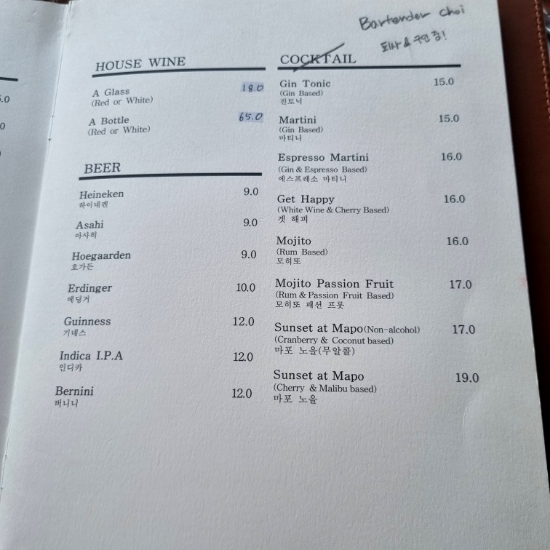 Bartender Choi
퇴사 & 구인 중!
HOUSE WINE
A Glass 18.0
(Red or White)
A Bottle 65.0
(Red or White)
BEER
Heineken 9.0
하이네켄
Asahi 9.0
아사히
Hoegaarden 9.0
호가든
Erdinger 10.0
에딩거
Guinness 12.0
기네스
Indica I.P.A 12.0
인디카
Bernini 12.0
버니니
COCKTAIL
Gin Tonic 15.0
(Gin Based)
진토닉
Martini 15.0
(Gin Based)
마티니
Espresso Martini 16.0
(Gin & Espresso Based)
에스프레소 마티니
Get Happy 16.0
(White Wine & Cherry Based)
겟 해피
Mojito 16.0
(Rum Based)
모히또
Mojito Passion Fruit 17.0
(Rum & Passion Fruit Based)
모히또 패션 프룻
Sunset at Mapo(Non-alcohol) 17.0
(Cranberry & Coconut based)
마포 노을(무알콜)
Sunset at Mapo 19.0
(Cherry & Malibu based)
마포 노을